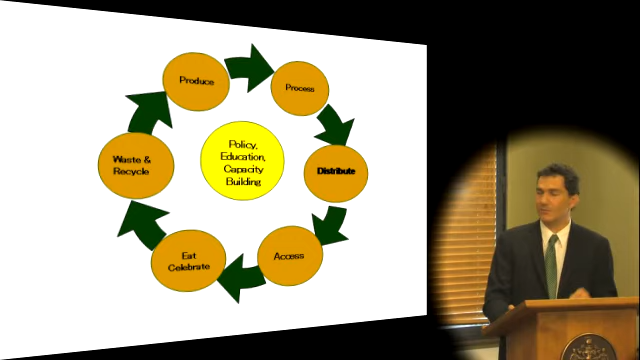 Produce
Process
Distribute
Access
Eat
Celebrate
Waste &
Recycle
Policy,
Education,
Capacity
Building